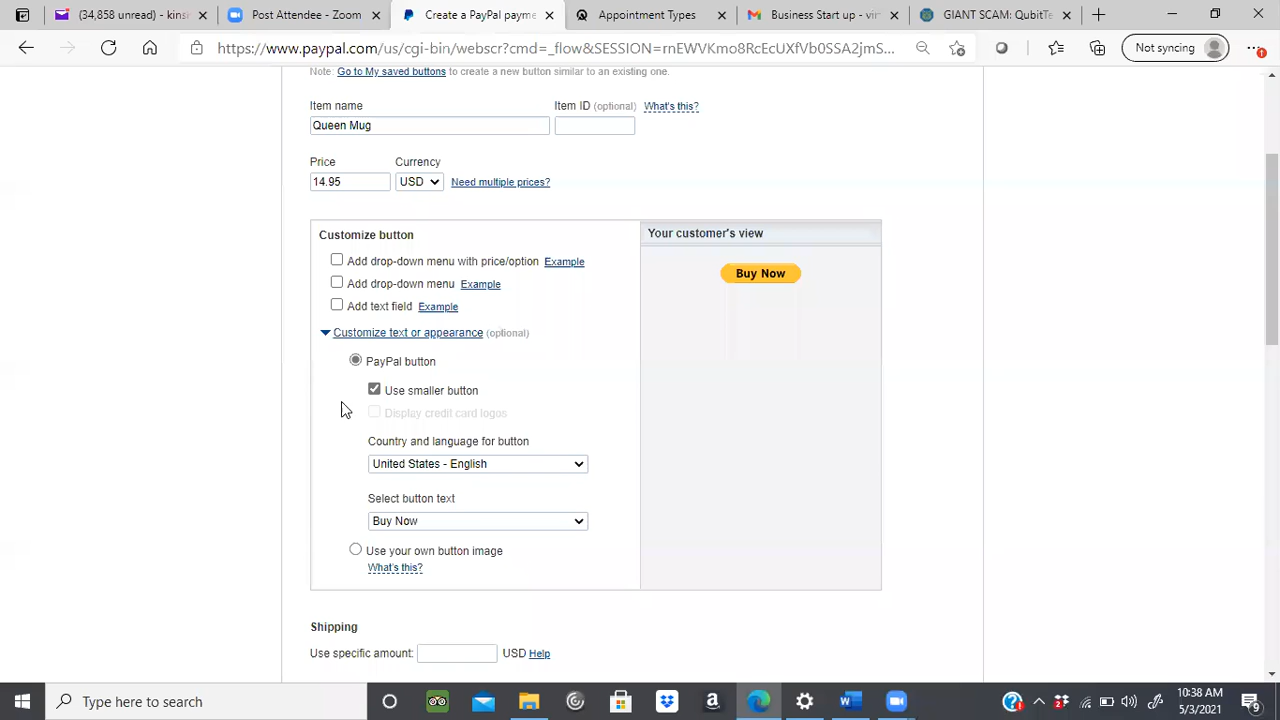 (34,858 unread) - kinsl
Post Attendee - Zoom
Create a PayPal payme
Appointment Types
Business Start up - vir
GIANT SCAM: QubitTe
https://www.paypal.com/us/cgi-bin/webscr?cmd=_flow&SESSION=rnEWVKmo8RcEcUXfVb0SSA2jmS...
Not syncing
Note: Go to My saved buttons to create a new button similar to an existing one.
Item name
Item ID (optional) What's this?
Queen Mug
Price
Currency
14.95
USD
Need multiple prices?
Customize button
Your customer's view
Add drop-down menu with price/option Example
Buy Now
Add drop-down menu Example
Add text field Example
Customize text or appearance (optional)
PayPal button
Use smaller button
Display credit card logos
Country and language for button
United States - English
Select button text
Buy Now
Use your own button image
What's this?
Shipping
Use specific amount:
USD Help
Type here to search
10:38 AM
5/3/2021